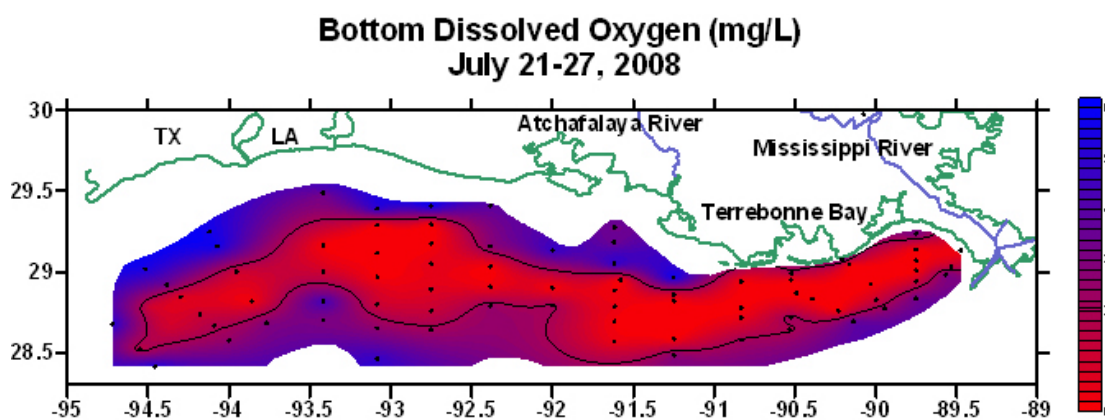 Bottom Dissolved Oxygen (mg/L)
July 21-27, 2008
30
29.5
29
28.5
TX
LA
Atchafalaya River
Mississippi River
Terrebonne Bay
-95
-94.5
-94
-93.5
-93
-92.5
-92
-91.5
-91
-90.5
-90
-89.5
-89